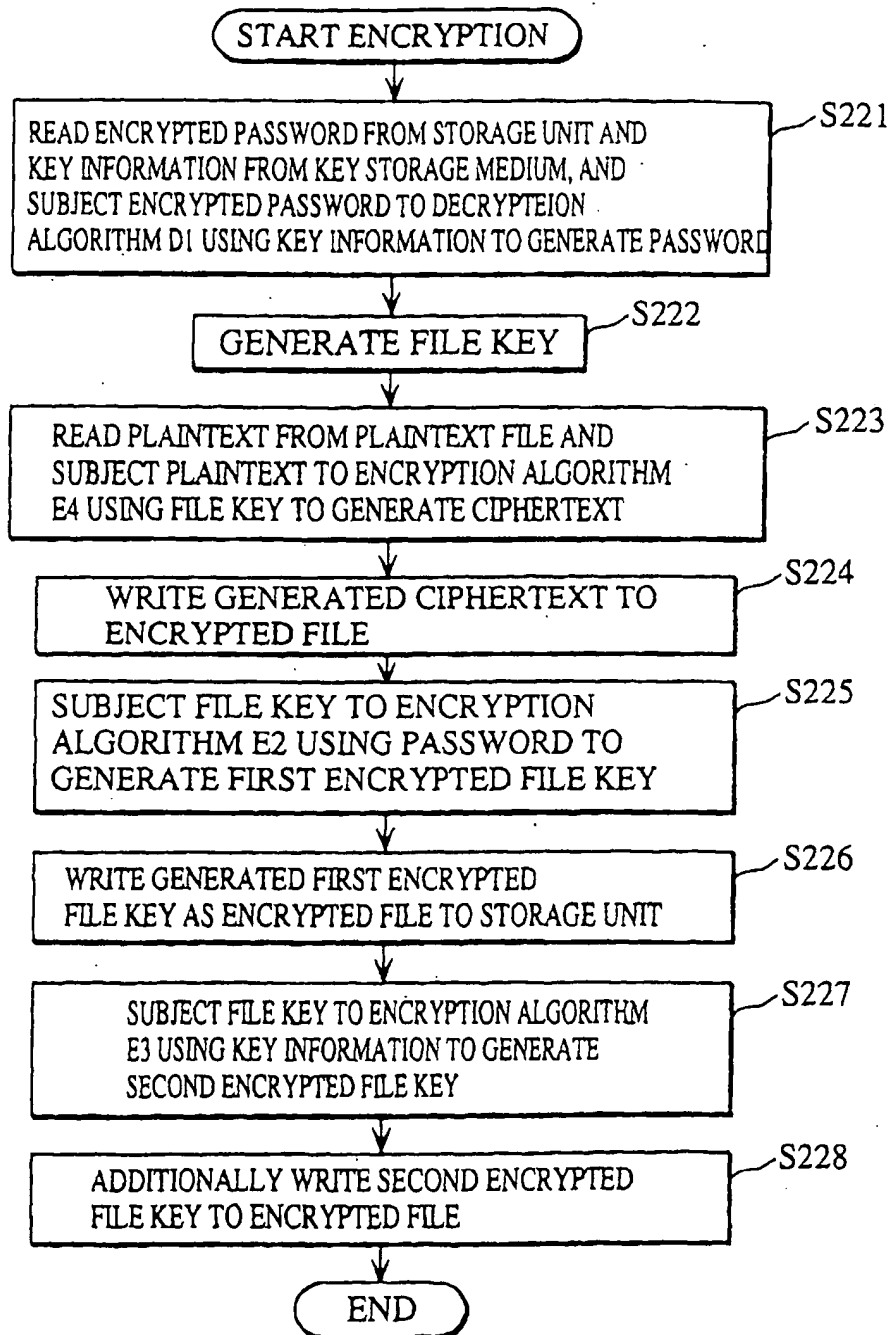 START ENCRYPTION
S221
READ ENCRYPTED PASSWORD FROM STORAGE UNIT AND
KEY INFORMATION FROM KEY STORAGE MEDIUM, AND
SUBJECT ENCRYPTED PASSWORD TO DECRYPTEION
ALGORITHM D1 USING KEY INFORMATION TO GENERATE PASSWORD
S222
GENERATE FILE KEY
S223
READ PLAINTEXT FROM PLAINTEXT FILE AND
SUBJECT PLAINTEXT TO ENCRYPTION ALGORITHM
E4 USING FILE KEY TO GENERATE CIPHERTEXT
S224
WRITE GENERATED CIPHERTEXT TO
ENCRYPTED FILE
S225
SUBJECT FILE KEY TO ENCRYPTION
ALGORITHM E2 USING PASSWORD TO
GENERATE FIRST ENCRYPTED FILE KEY
S226
WRITE GENERATED FIRST ENCRYPTED
FILE KEY AS ENCRYPTED FILE TO STORAGE UNIT
S227
SUBJECT FILE KEY TO ENCRYPTION ALGORITHM
E3 USING KEY INFORMATION TO GENERATE
SECOND ENCRYPTED FILE KEY
S228
ADDITIONALLY WRITE SECOND ENCRYPTED
FILE KEY TO ENCRYPTED FILE
END